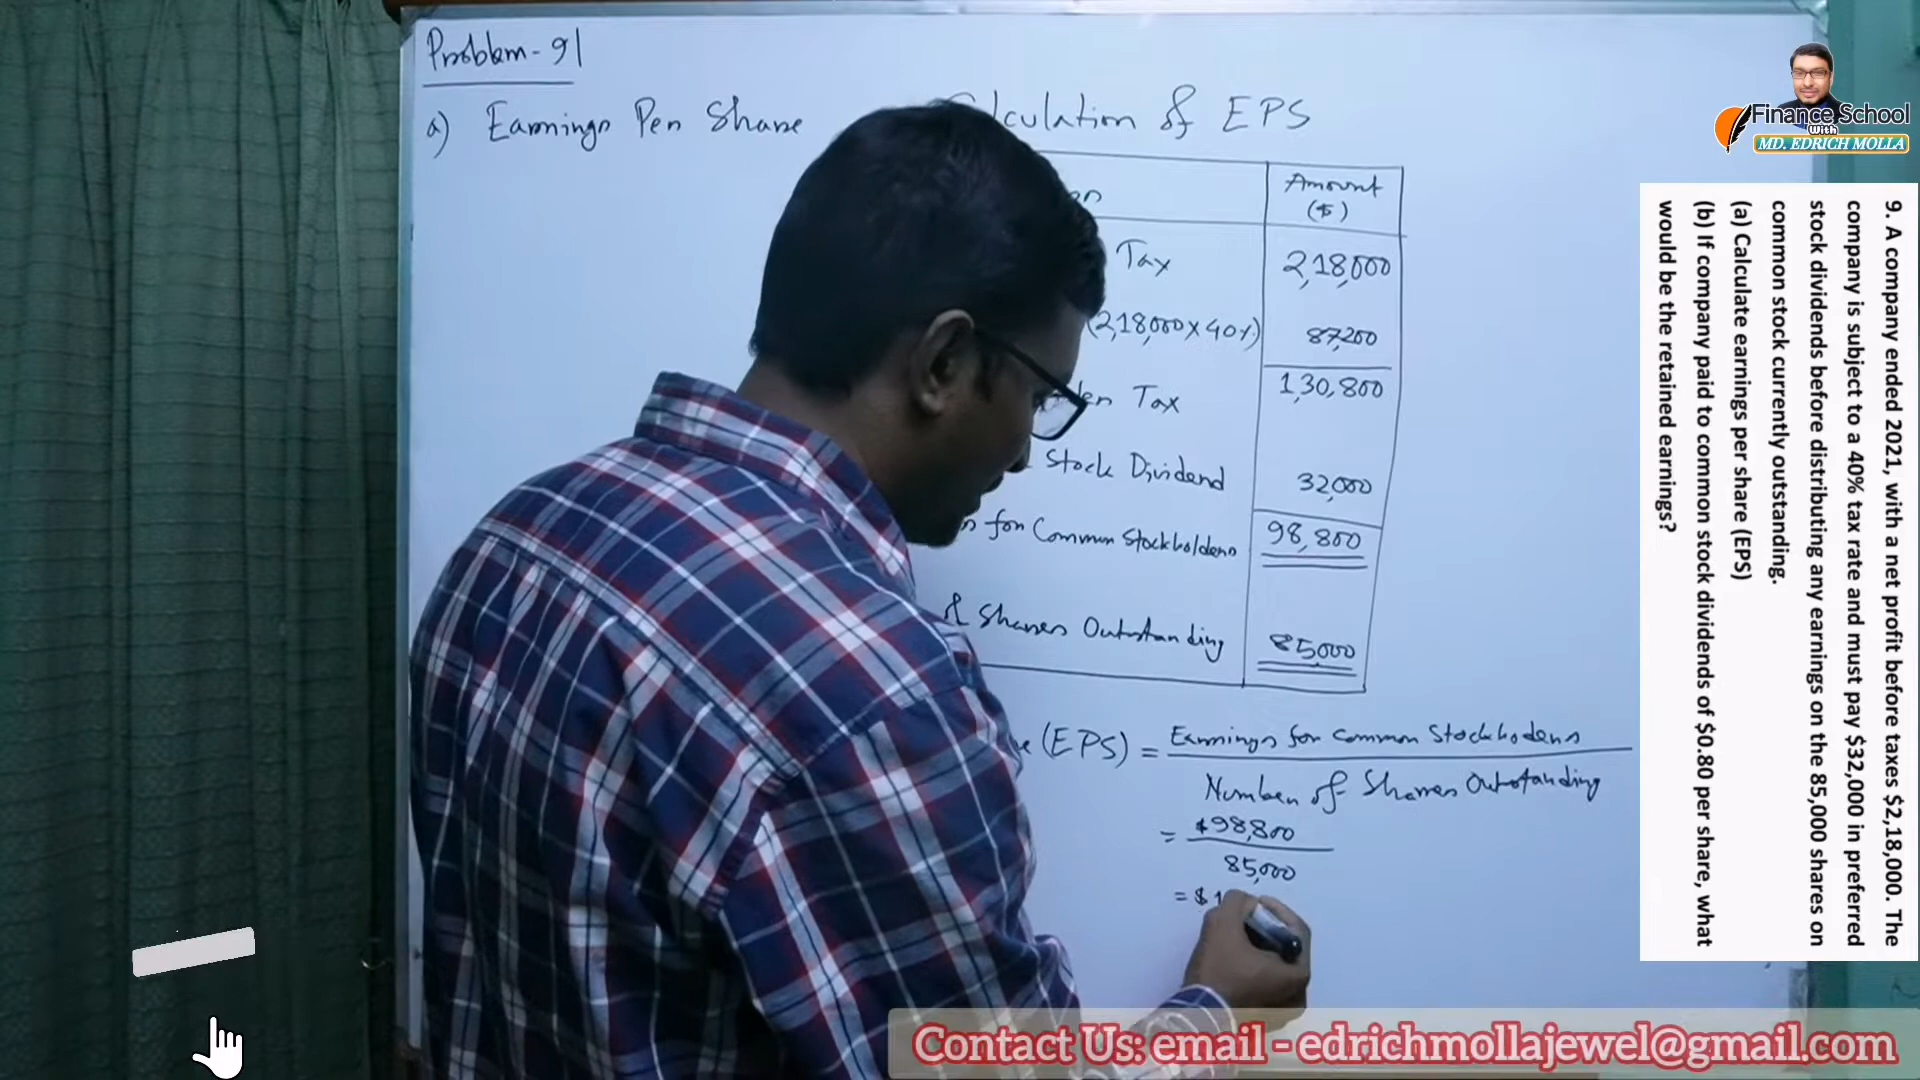 Problem - 91
a) Earnings Per Share
Calculation of EPS
Amount
($)
Tax
2,18,000
(2,18,000 x 40%)
87,200
Tax
1,30,800
Stock Dividend
32,000
for Common Stockholders
98,800
Shares Outstanding
85,000
(EPS) = Earnings for Common Stockhoders
Number of Shares Outstanding
= $98,800
85,000
= $1
Finance School
With
MD. EDRICH MOLLA
9. A company ended 2021, with a net profit before taxes $2,18,000. The
company is subject to a 40% tax rate and must pay $32,000 in preferred
stock dividends before distributing any earnings on the 85,000 shares on
common stock currently outstanding.
(a) Calculate earnings per share (EPS)
(b) If company paid to common stock dividends of $0.80 per share, what
would be the retained earnings?
Contact Us: email - edrichmollajewel@gmail.com